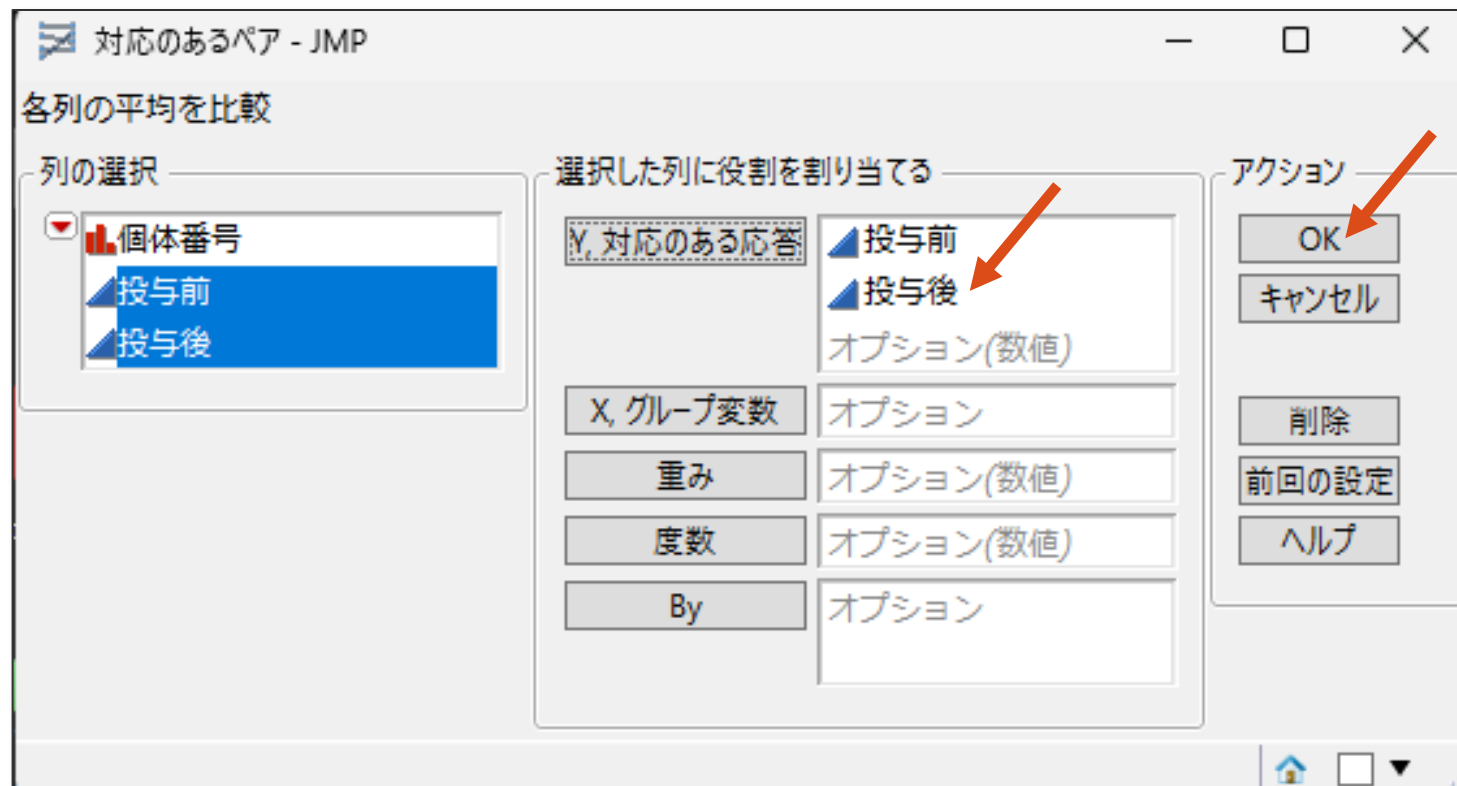 対応のあるペア - JMP
各列の平均を比較
列の選択
個体番号
投与前
投与後
選択した列に役割を割り当てる
Y, 対応のある応答
投与前
投与後
オプション(数値)
X, グループ変数
オプション
重み
オプション(数値)
度数
オプション(数値)
By
オプション
アクション
OK
キャンセル
削除
前回の設定
ヘルプ